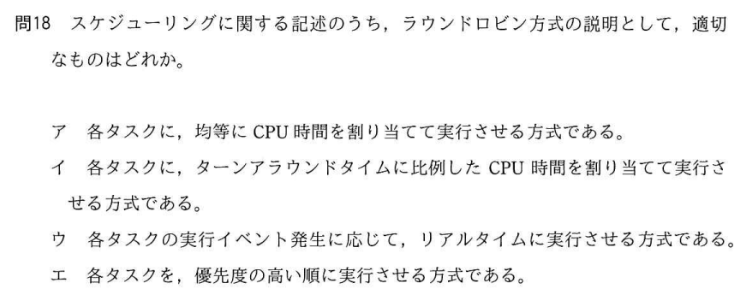 問18 スケジューリングに関する記述のうち，ラウンドロビン方式の説明として，適切
なものはどれか。
ア 各タスクに，均等に CPU 時間を割り当てて実行させる方式である。
イ 各タスクに，ターンアラウンドタイムに比例した CPU 時間を割り当てて実行さ
せる方式である。
ウ 各タスクの実行イベント発生に応じて，リアルタイムに実行させる方式である。
エ 各タスクを，優先度の高い順に実行させる方式である。